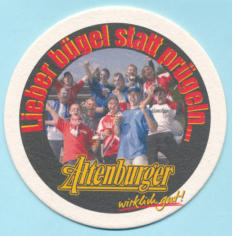 Lieber bügel statt prügeln...
Altenburger
wirklich gut!